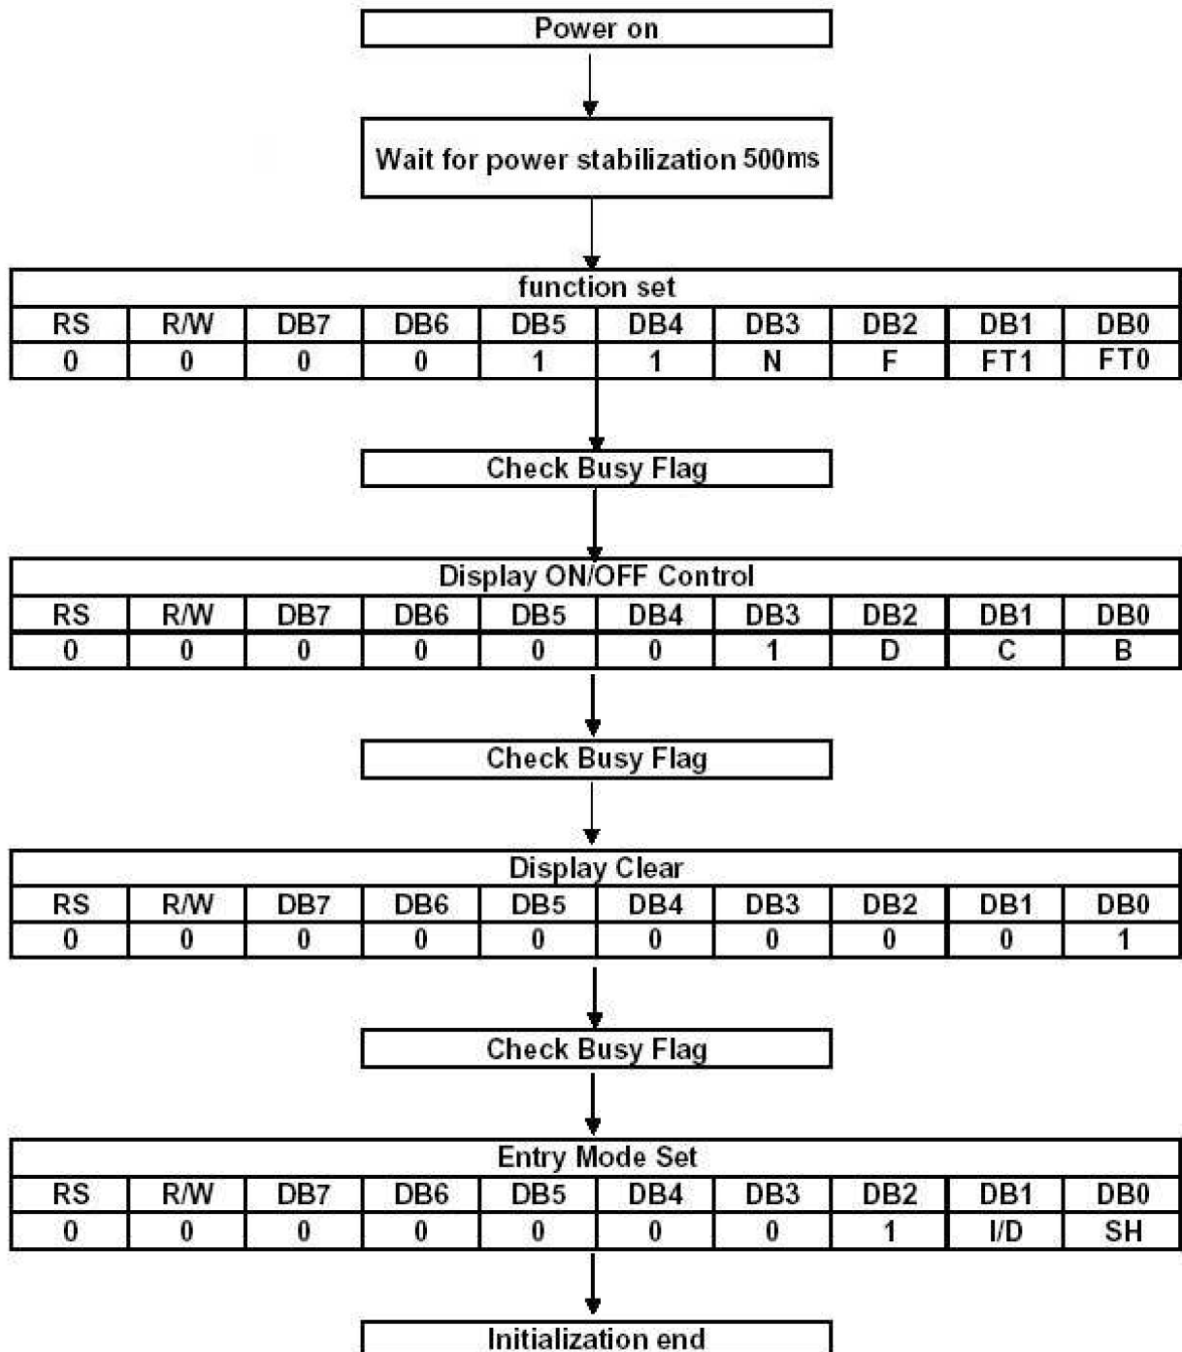 Power on
Wait for power stabilization 500ms
function set
RS R/W DB7 DB6 DB5 DB4 DB3 DB2 DB1 DB0
0 0 0 0 1 1 N F FT1 FT0
Check Busy Flag
Display ON/OFF Control
RS R/W DB7 DB6 DB5 DB4 DB3 DB2 DB1 DB0
0 0 0 0 0 0 1 D C B
Check Busy Flag
Display Clear
RS R/W DB7 DB6 DB5 DB4 DB3 DB2 DB1 DB0
0 0 0 0 0 0 0 0 0 1
Check Busy Flag
Entry Mode Set
RS R/W DB7 DB6 DB5 DB4 DB3 DB2 DB1 DB0
0 0 0 0 0 0 0 1 I/D SH
Initialization end